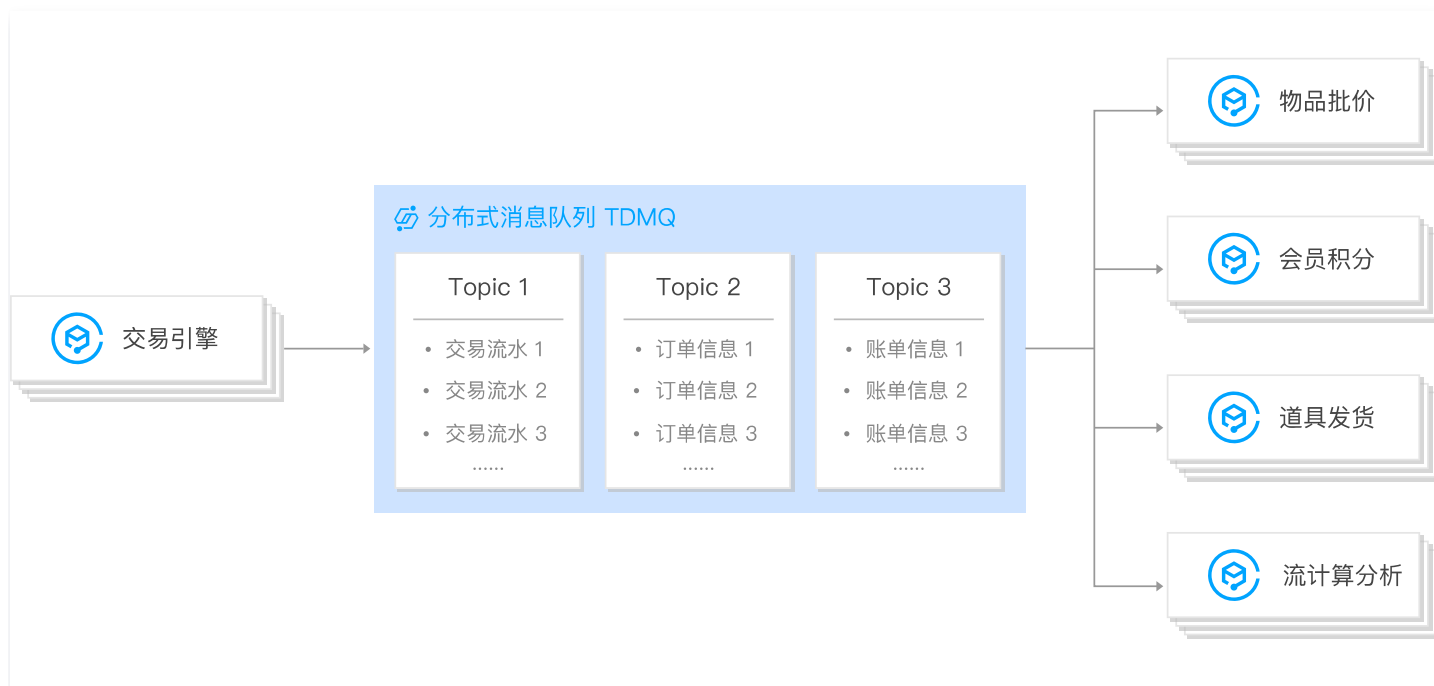 交易引擎
分布式消息队列 TDMQ
Topic 1
• 交易流水 1
• 交易流水 2
• 交易流水 3
......
Topic 2
• 订单信息 1
• 订单信息 2
• 订单信息 3
......
Topic 3
• 账单信息 1
• 账单信息 2
• 账单信息 3
......
物品批价
会员积分
道具发货
流计算分析